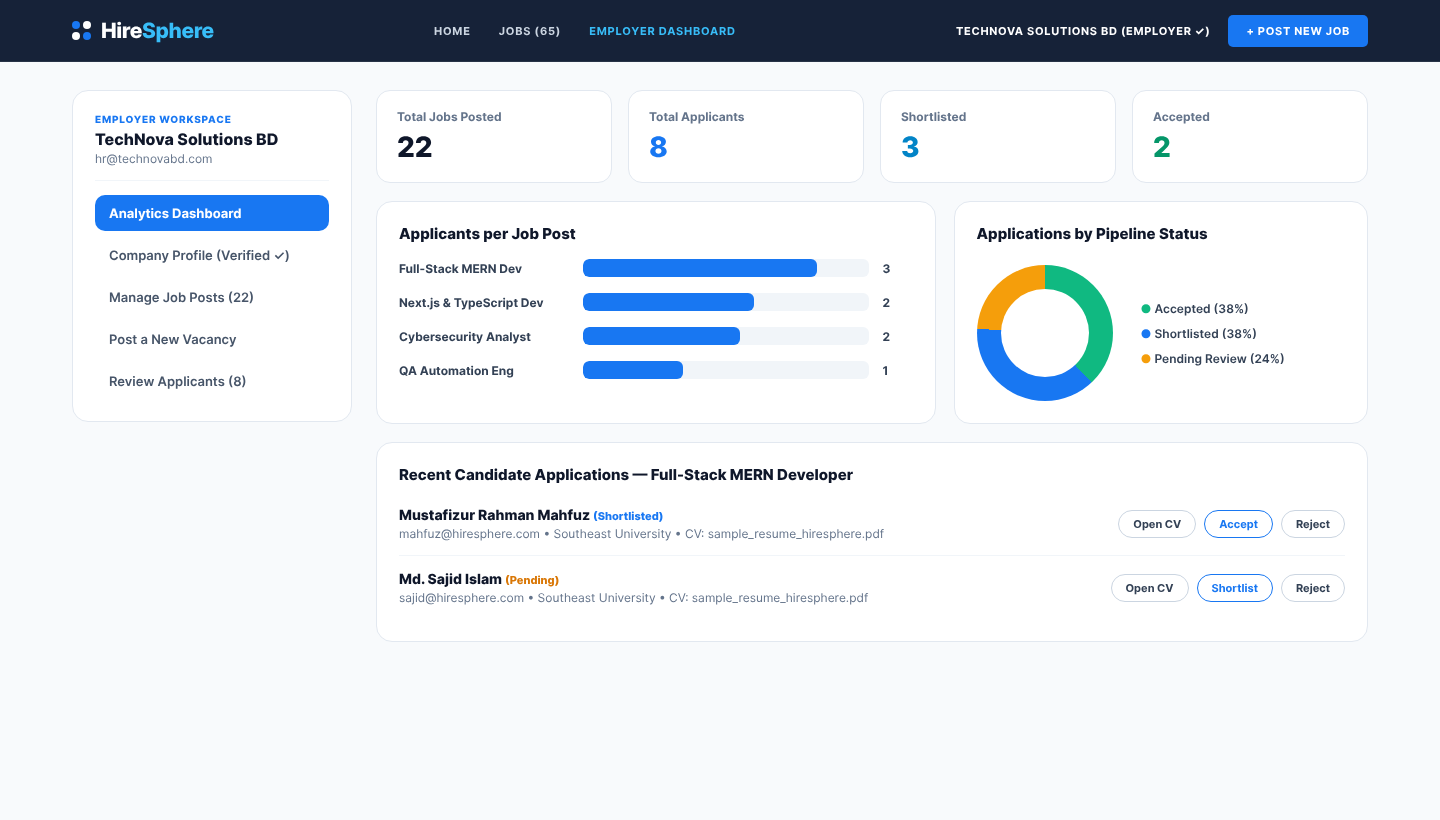 HireSphere
HOME
JOBS (65)
EMPLOYER DASHBOARD
TECHNOVA SOLUTIONS BD (EMPLOYER ✓)
+ POST NEW JOB
EMPLOYER WORKSPACE
TechNova Solutions BD
hr@technovabd.com
Analytics Dashboard
Company Profile (Verified ✓)
Manage Job Posts (22)
Post a New Vacancy
Review Applicants (8)
Total Jobs Posted
22
Total Applicants
8
Shortlisted
3
Accepted
2
Applicants per Job Post
Full-Stack MERN Dev 3
Next.js & TypeScript Dev 2
Cybersecurity Analyst 2
QA Automation Eng 1
Applications by Pipeline Status
Accepted (38%)
Shortlisted (38%)
Pending Review (24%)
Recent Candidate Applications — Full-Stack MERN Developer
Mustafizur Rahman Mahfuz (Shortlisted)
mahfuz@hiresphere.com • Southeast University • CV: sample_resume_hiresphere.pdf
Open CV
Accept
Reject
Md. Sajid Islam (Pending)
sajid@hiresphere.com • Southeast University • CV: sample_resume_hiresphere.pdf
Open CV
Shortlist
Reject